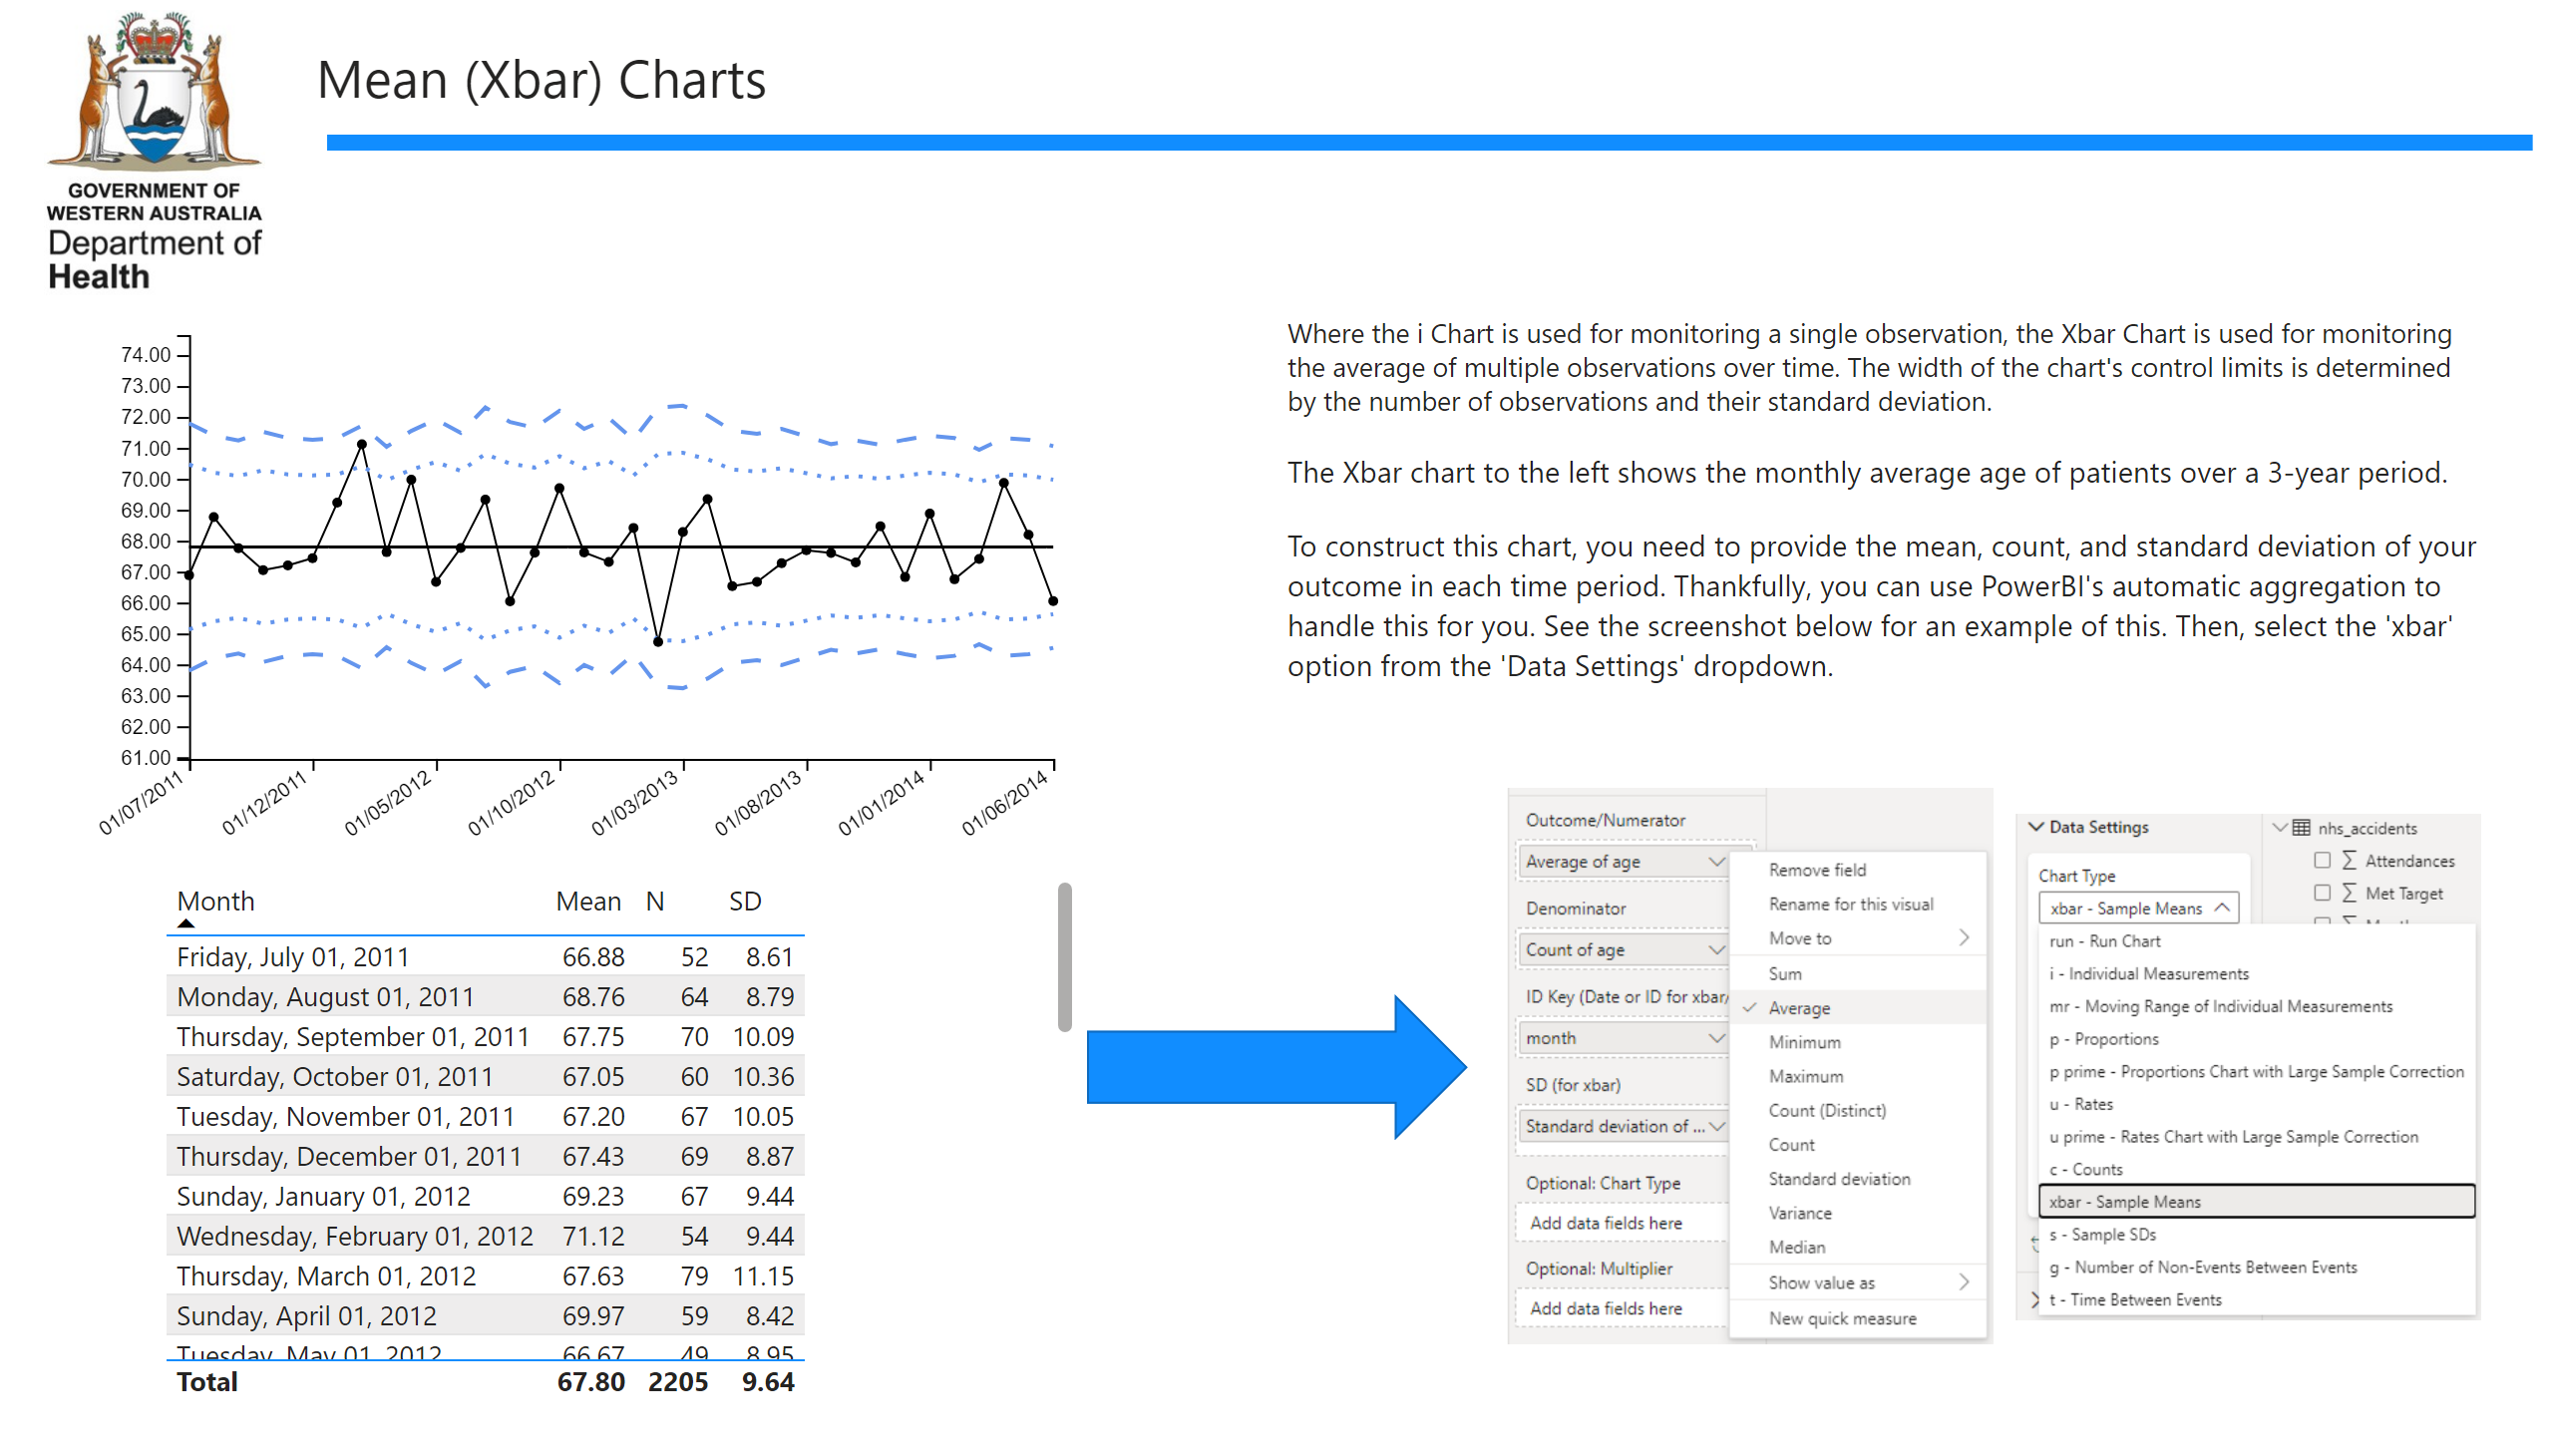 Mean (Xbar) Charts
GOVERNMENT OF
WESTERN AUSTRALIA
Department of
Health
74.00
73.00
72.00
71.00
70.00
69.00
68.00
67.00
66.00
65.00
64.00
63.00
62.00
61.00
01/07/2011
01/12/2011
01/05/2012
01/10/2012
01/03/2013
01/08/2013
01/01/2014
01/06/2014
Where the i Chart is used for monitoring a single observation, the Xbar Chart is used for monitoring
the average of multiple observations over time. The width of the chart's control limits is determined
by the number of observations and their standard deviation.
The Xbar chart to the left shows the monthly average age of patients over a 3-year period.
To construct this chart, you need to provide the mean, count, and standard deviation of your
outcome in each time period. Thankfully, you can use PowerBI's automatic aggregation to
handle this for you. See the screenshot below for an example of this. Then, select the 'xbar'
option from the 'Data Settings' dropdown.
Month Mean N SD
Friday, July 01, 2011 66.88 52 8.61
Monday, August 01, 2011 68.76 64 8.79
Thursday, September 01, 2011 67.75 70 10.09
Saturday, October 01, 2011 67.05 60 10.36
Tuesday, November 01, 2011 67.20 67 10.05
Thursday, December 01, 2011 67.43 69 8.87
Sunday, January 01, 2012 69.23 67 9.44
Wednesday, February 01, 2012 71.12 54 9.44
Thursday, March 01, 2012 67.63 79 11.15
Sunday, April 01, 2012 69.97 59 8.42
Tuesday, May 01, 2012 66.67 49 8.95
Total 67.80 2205 9.64
Outcome/Numerator
Average of age
Denominator
Count of age
ID Key (Date or ID for xbar/
month
SD (for xbar)
Standard deviation of ...
Optional: Chart Type
Add data fields here
Optional: Multiplier
Add data fields here
Remove field
Rename for this visual
Move to
Sum
Average
Minimum
Maximum
Count (Distinct)
Count
Standard deviation
Variance
Median
Show value as
New quick measure
Data Settings
Chart Type
xbar - Sample Means
run - Run Chart
i - Individual Measurements
mr - Moving Range of Individual Measurements
p - Proportions
p prime - Proportions Chart with Large Sample Correction
u - Rates
u prime - Rates Chart with Large Sample Correction
c - Counts
xbar - Sample Means
s - Sample SDs
g - Number of Non-Events Between Events
t - Time Between Events
nhs_accidents
Attendances
Met Target